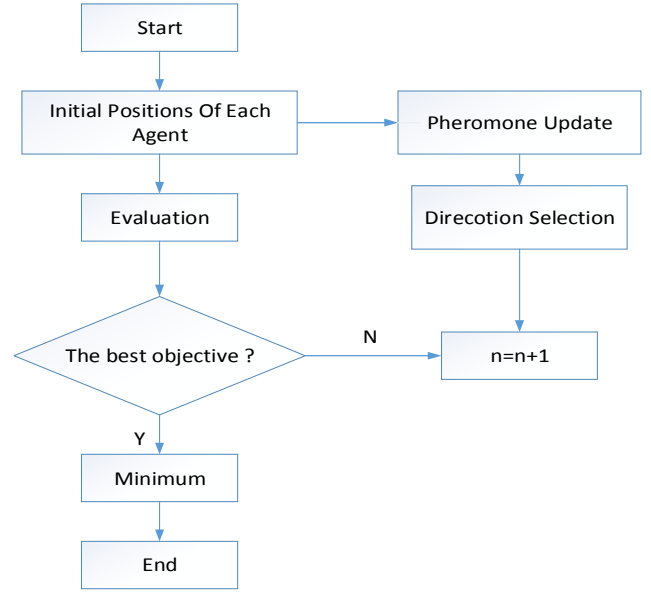 Start
Initial Positions Of Each
Agent
Pheromone Update
Evaluation
Direcotion Selection
The best objective ?
N
n=n+1
Y
Minimum
End